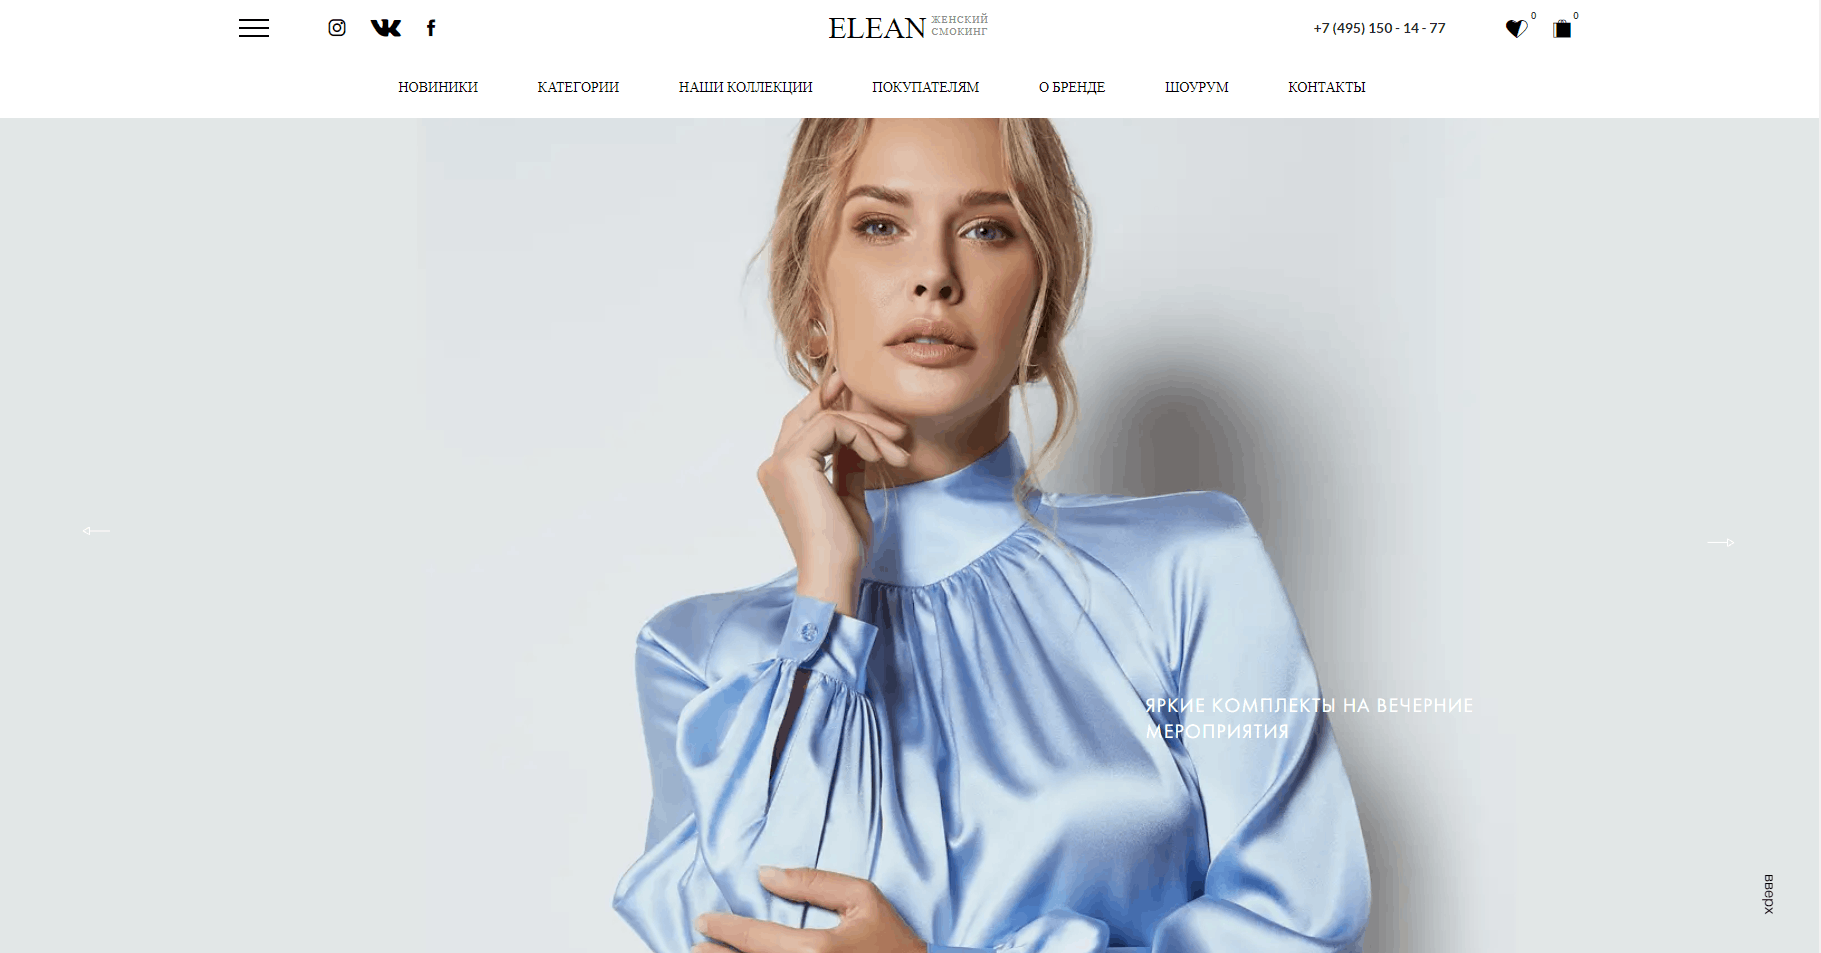 ELEAN
ЖЕНСКИЙ
СМОКИНГ
+7 (495) 150 - 14 - 77
0
0
НОВИНИКИ КАТЕГОРИИ НАШИ КОЛЛЕКЦИИ ПОКУПАТЕЛЯМ О БРЕНДЕ ШОУРУМ КОНТАКТЫ
ЯРКИЕ КОМПЛЕКТЫ НА ВЕЧЕРНИЕ
МЕРОПРИЯТИЯ
вверх